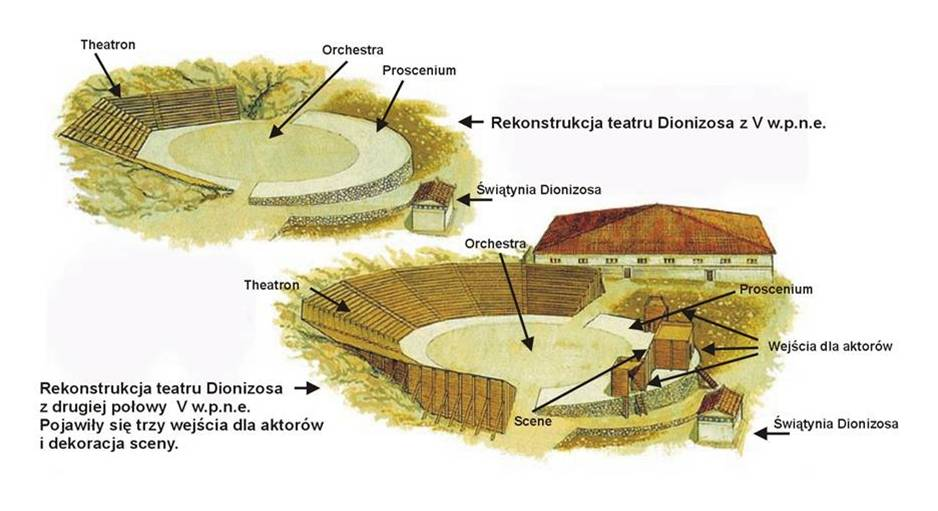 Theatron
Orchestra
Proscenium
Rekonstrukcja teatru Dionizosa z V w.p.n.e.
Świątynia Dionizosa
Orchestra
Theatron
Proscenium
Wejścia dla aktorów
Rekonstrukcja teatru Dionizosa
z drugiej połowy V w.p.n.e.
Pojawiły się trzy wejścia dla aktorów
i dekoracja sceny.
Scene
Świątynia Dionizosa